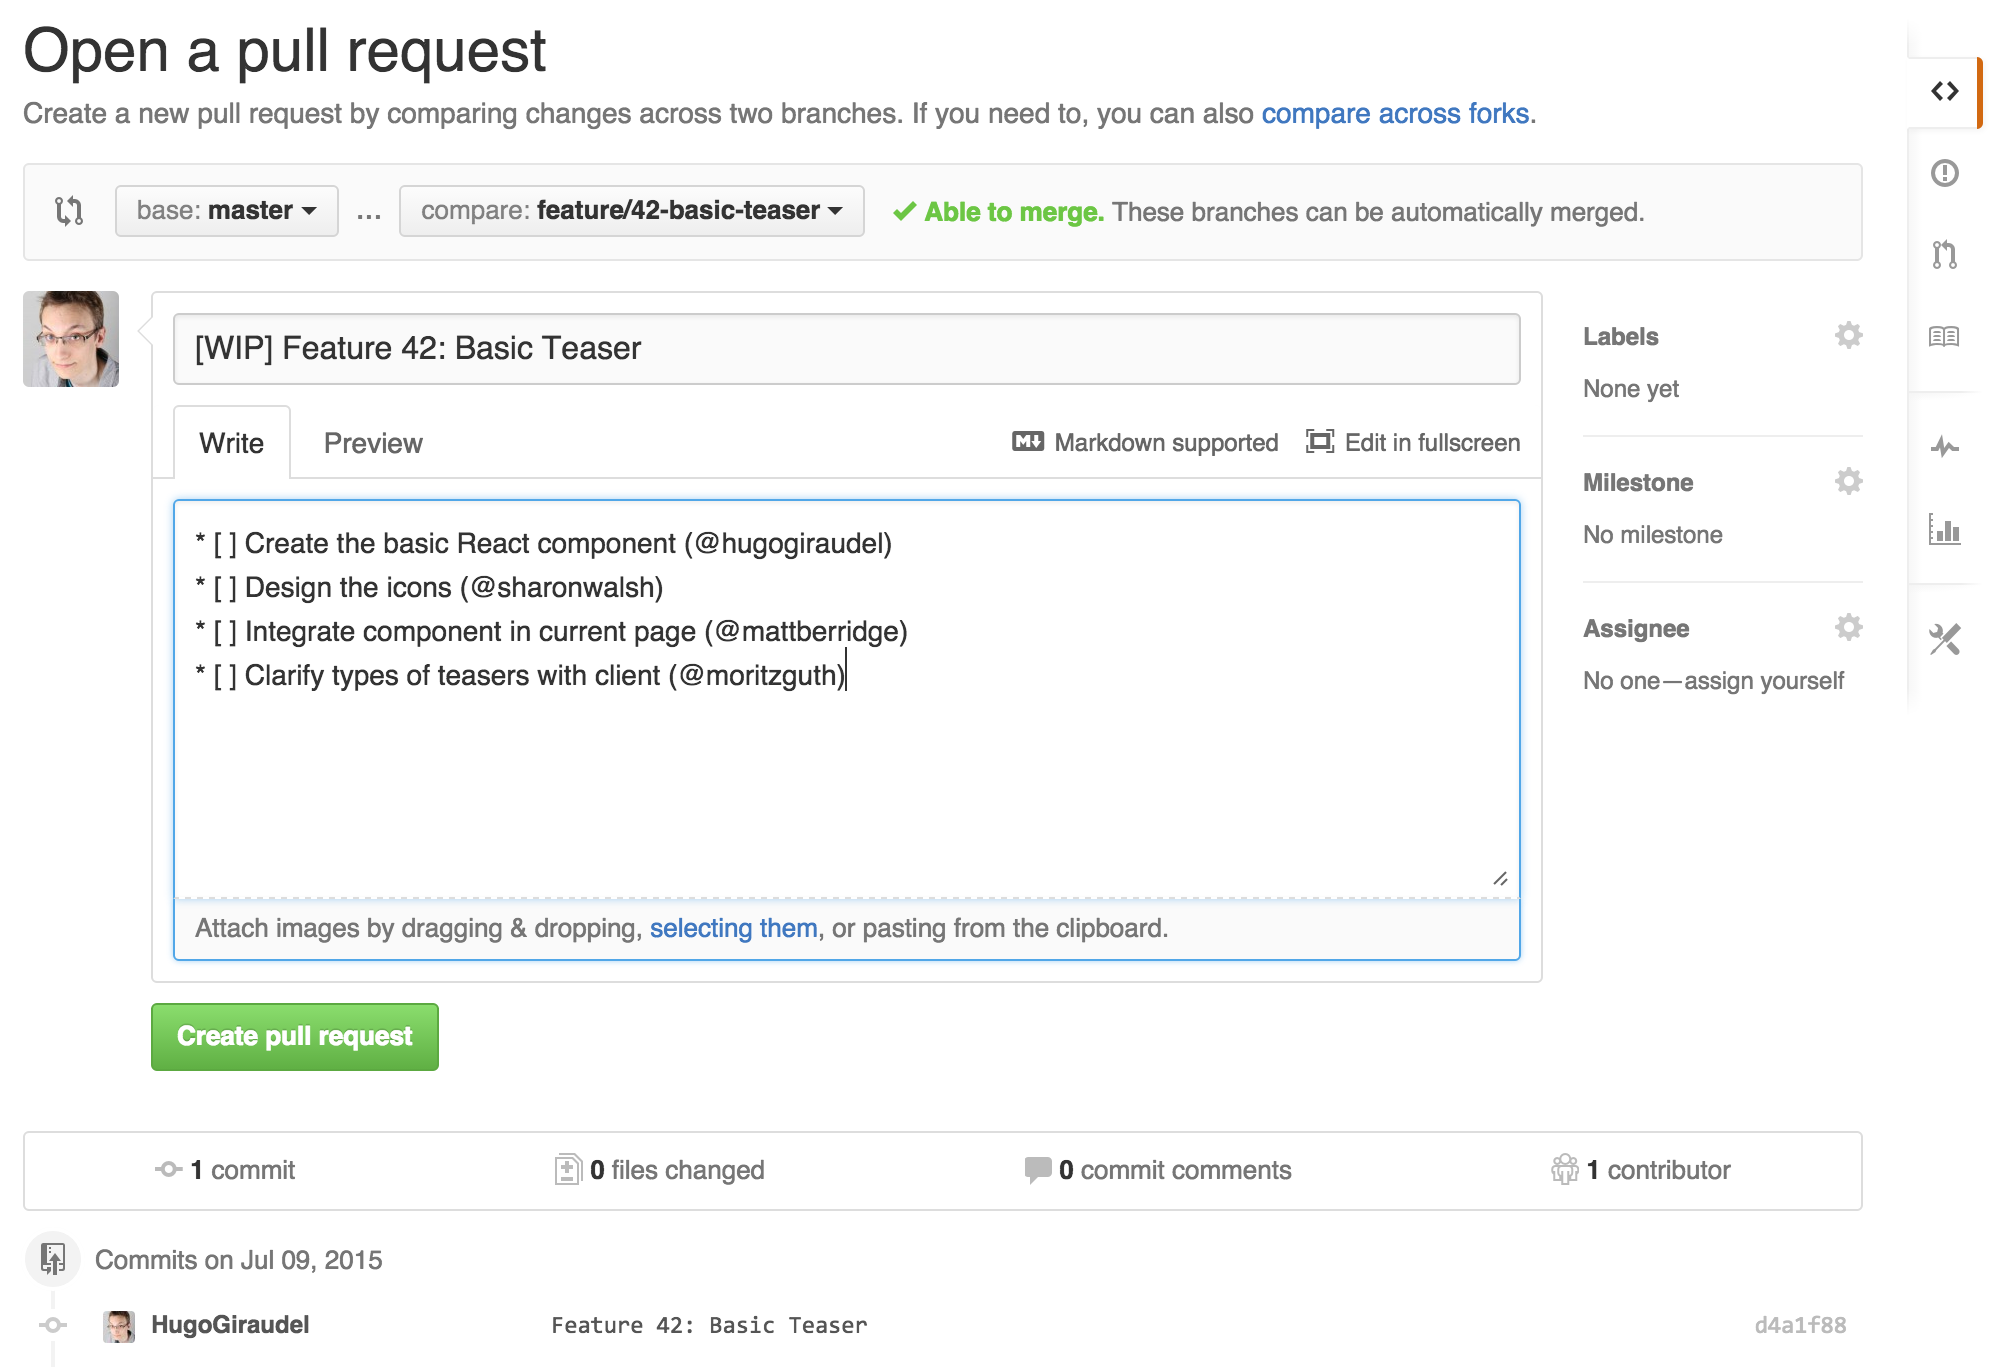 Open a pull request
Create a new pull request by comparing changes across two branches. If you need to, you can also compare across forks.
base: master ... compare: feature/42-basic-teaser Able to merge. These branches can be automatically merged.
[WIP] Feature 42: Basic Teaser
Write Preview Markdown supported Edit in fullscreen
* [ ] Create the basic React component (@hugogiraudel)
* [ ] Design the icons (@sharonwalsh)
* [ ] Integrate component in current page (@mattberridge)
* [ ] Clarify types of teasers with client (@moritzguth)
Attach images by dragging & dropping, selecting them, or pasting from the clipboard.
Labels
None yet
Milestone
No milestone
Assignee
No one—assign yourself
Create pull request
1 commit 0 files changed 0 commit comments 1 contributor
Commits on Jul 09, 2015
HugoGiraudel Feature 42: Basic Teaser d4a1f88